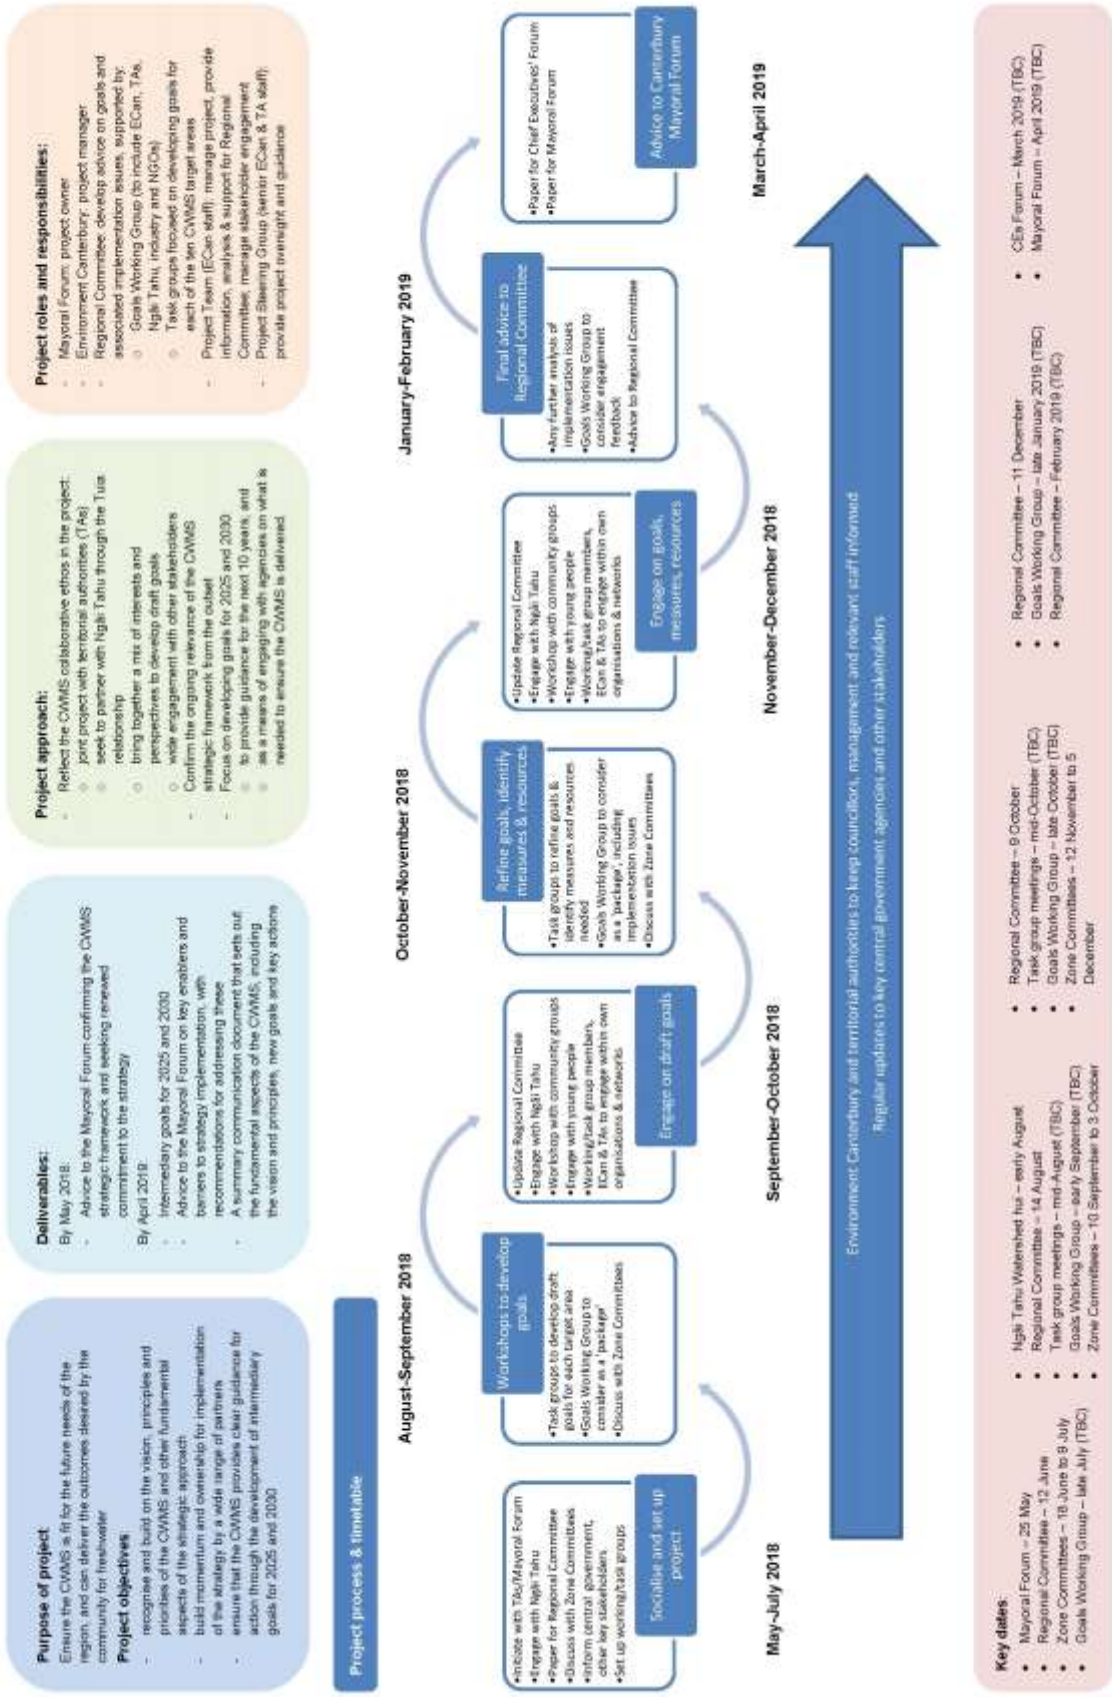 Purpose of project
Ensure the CWMS is fit for the future needs of the
region, and can deliver the outcomes desired by the
community for freshwater
Project objectives
- recognise and build on the vision, principles and
priorities of the CWMS and other fundamental
aspects of the strategic approach
- build momentum and ownership for implementation
of the strategy by a wide range of partners
- ensure that the CWMS provides clear guidance for
action through the development of intermediary
goals for 2025 and 2030
Deliverables:
By May 2018:
- Advice to the Mayoral Forum confirming the CWMS
strategic framework and seeking renewed
commitment to the strategy
By April 2019:
- Intermediary goals for 2025 and 2030
- Advice to the Mayoral Forum on key enablers and
barriers to strategy implementation, with
recommendations for addressing these
- A summary communication document that sets out
the fundamental aspects of the CWMS, including
the vision and principles, new goals and key actions
Project approach:
- Reflect the CWMS collaborative ethos in the project:
○ joint project with territorial authorities (TAs)
○ seek to partner with Ngāi Tahu through the Tuia
relationship
○ bring together a mix of interests and
perspectives to develop draft goals
○ wide engagement with other stakeholders
- Confirm the ongoing relevance of the CWMS
strategic framework from the outset
- Focus on developing goals for 2025 and 2030
○ to provide guidance for the next 10 years, and
○ as a means of engaging with agencies on what is
needed to ensure the CWMS is delivered
Project roles and responsibilities:
- Mayoral Forum: project owner
- Environment Canterbury: project manager
- Regional Committee: develop advice on goals and
associated implementation issues, supported by:
○ Goals Working Group (to include ECan, TAs,
Ngāi Tahu, industry and NGOs)
○ Task groups focused on developing goals for
each of the ten CWMS target areas
- Project Team (ECan staff): manage project, provide
information, analysis & support for Regional
Committee, manage stakeholder engagement
- Project Steering Group (senior ECan & TA staff):
provide project oversight and guidance
Project process & timetable
•Initiate with TAs/Mayoral Forum
•Engage with Ngāi Tahu
•Paper for Regional Committee
•Discuss with Zone Committees
•Inform central government,
other key stakeholders
•Set up working/task groups
Socialise and set up
project
May-July 2018
August-September 2018
Workshops to develop
goals
•Task groups to develop draft
goals for each target area
•Goals Working Group to
consider as a 'package'
•Discuss with Zone Committees
•Update Regional Committee
•Engage with Ngāi Tahu
•Workshop with community groups
•Engage with young people
•Working/task group members,
ECan & TAs to engage within own
organisations & networks
Engage on draft goals
September-October 2018
October-November 2018
Refine goals, identify
measures & resources
•Task groups to refine goals &
identify measures and resources
needed
•Goals Working Group to consider
as a 'package', including
implementation issues
•Discuss with Zone Committees
•Update Regional Committee
•Engage with Ngāi Tahu
•Workshop with community groups
•Engage with young people
•Working/task group members,
ECan & TAs to engage within own
organisations & networks
Engage on goals,
measures, resources
November-December 2018
January-February 2019
Final advice to
Regional Committee
•Any further analysis of
implementation issues
•Goals Working Group to
consider engagement
feedback
•Advice to Regional Committee
•Paper for Chief Executives' Forum
•Paper for Mayoral Forum
Advice to Canterbury
Mayoral Forum
March-April 2019
Environment Canterbury and territorial authorities to keep councillors, management and relevant staff informed
Regular updates to key central government agencies and other stakeholders
Key dates
• Mayoral Forum – 25 May
• Regional Committee – 12 June
• Zone Committees – 18 June to 9 July
• Goals Working Group – late July (TBC)
• Ngāi Tahu Watershed hui – early August
• Regional Committee – 14 August
• Task group meetings – mid-August (TBC)
• Goals Working Group – early September (TBC)
• Zone Committees – 10 September to 3 October
• Regional Committee – 9 October
• Task group meetings – mid-October (TBC)
• Goals Working Group – late October (TBC)
• Zone Committees – 12 November to 5
December
• Regional Committee – 11 December
• Goals Working Group – late January 2019 (TBC)
• Regional Committee – February 2019 (TBC)
• CEs Forum – March 2019 (TBC)
• Mayoral Forum – April 2019 (TBC)